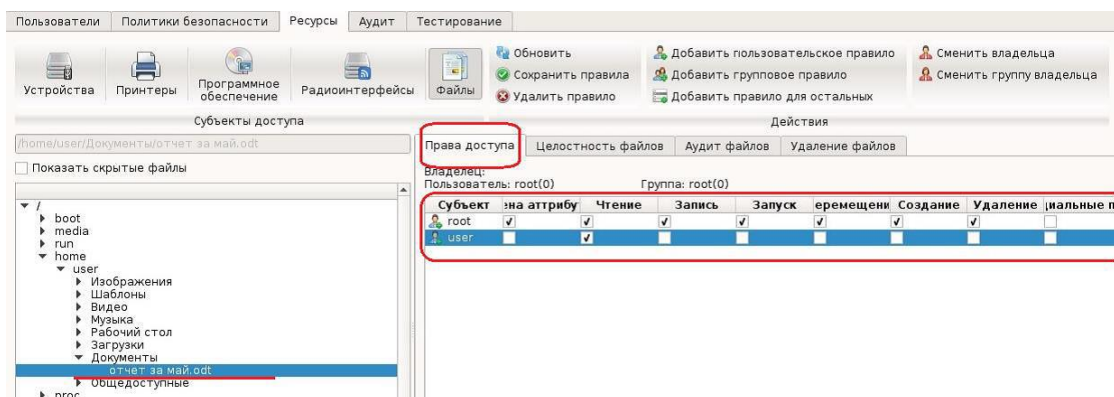 Пользователи Политики безопасности Ресурсы Аудит Тестирование
Устройства
Принтеры
Программное
обеспечение
Радиоинтерфейсы
Файлы
Обновить
Сохранить правила
Удалить правило
Добавить пользовательское правило
Добавить групповое правило
Добавить правило для остальных
Сменить владельца
Сменить группу владельца
Субъекты доступа
Действия
/home/user/Документы/отчет за май.odt
Показать скрытые файлы
/
boot
media
run
home
user
Изображения
Шаблоны
Видео
Музыка
Рабочий стол
Загрузки
Документы
отчет за май.odt
Общедоступные
proc
Права доступа Целостность файлов Аудит файлов Удаление файлов
Владелец:
Пользователь: root(0) Группа: root(0)
Субъект на аттрибу Чтение Запись Запуск еремещени Создание Удаление иальные п
root
user